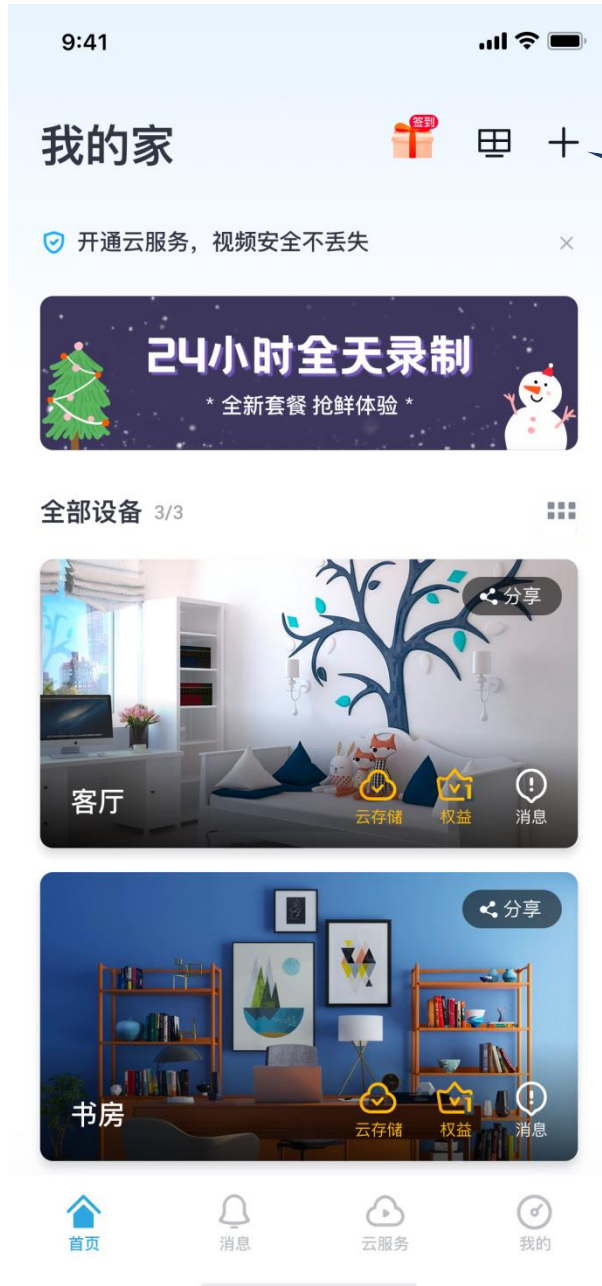 9:41
签到
我的家
开通云服务，视频安全不丢失
24小时全天录制
* 全新套餐 抢鲜体验 *
全部设备 3/3
分享
客厅
云存储 权益 消息
分享
书房
云存储 权益 消息
首页 消息 云服务 我的